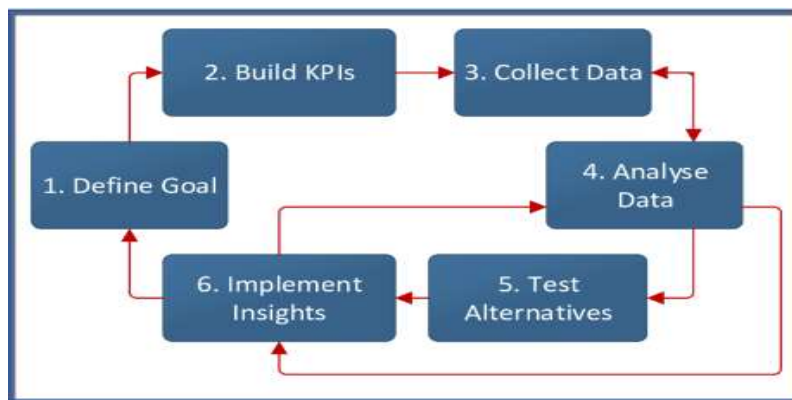 2. Build KPIs
3. Collect Data
1. Define Goal
4. Analyse
Data
6. Implement
Insights
5. Test
Alternatives